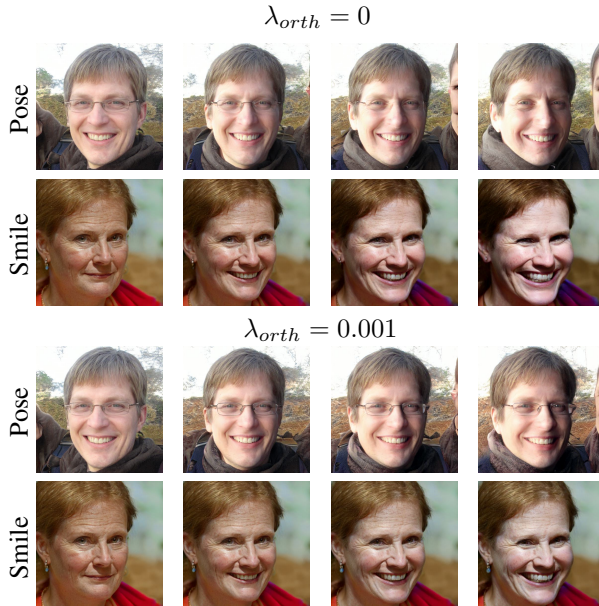 λ_orth = 0
Pose
Smile
λ_orth = 0.001
Pose
Smile